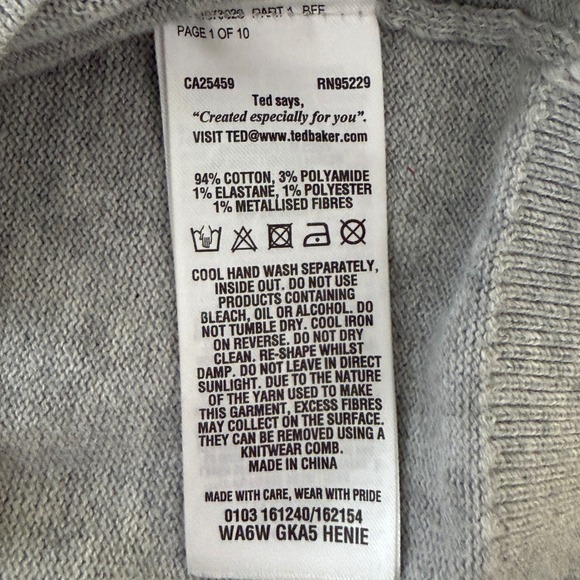 PART 1 BFF
PAGE 1 OF 10
CA25459 RN95229
Ted says,
“Created especially for you”.
VISIT TED@www.tedbaker.com
94% COTTON, 3% POLYAMIDE
1% ELASTANE, 1% POLYESTER
1% METALLISED FIBRES
COOL HAND WASH SEPARATELY,
INSIDE OUT. DO NOT USE
PRODUCTS CONTAINING
BLEACH, OIL OR ALCOHOL. DO
NOT TUMBLE DRY. COOL IRON
ON REVERSE. DO NOT DRY
CLEAN. RE-SHAPE WHILST
DAMP. DO NOT LEAVE IN DIRECT
SUNLIGHT. DUE TO THE NATURE
OF THE YARN USED TO MAKE
THIS GARMENT, EXCESS FIBRES
MAY COLLECT ON THE SURFACE.
THEY CAN BE REMOVED USING A
KNITWEAR COMB.
MADE IN CHINA
MADE WITH CARE, WEAR WITH PRIDE
0103 161240/162154
WA6W GKA5 HENIE